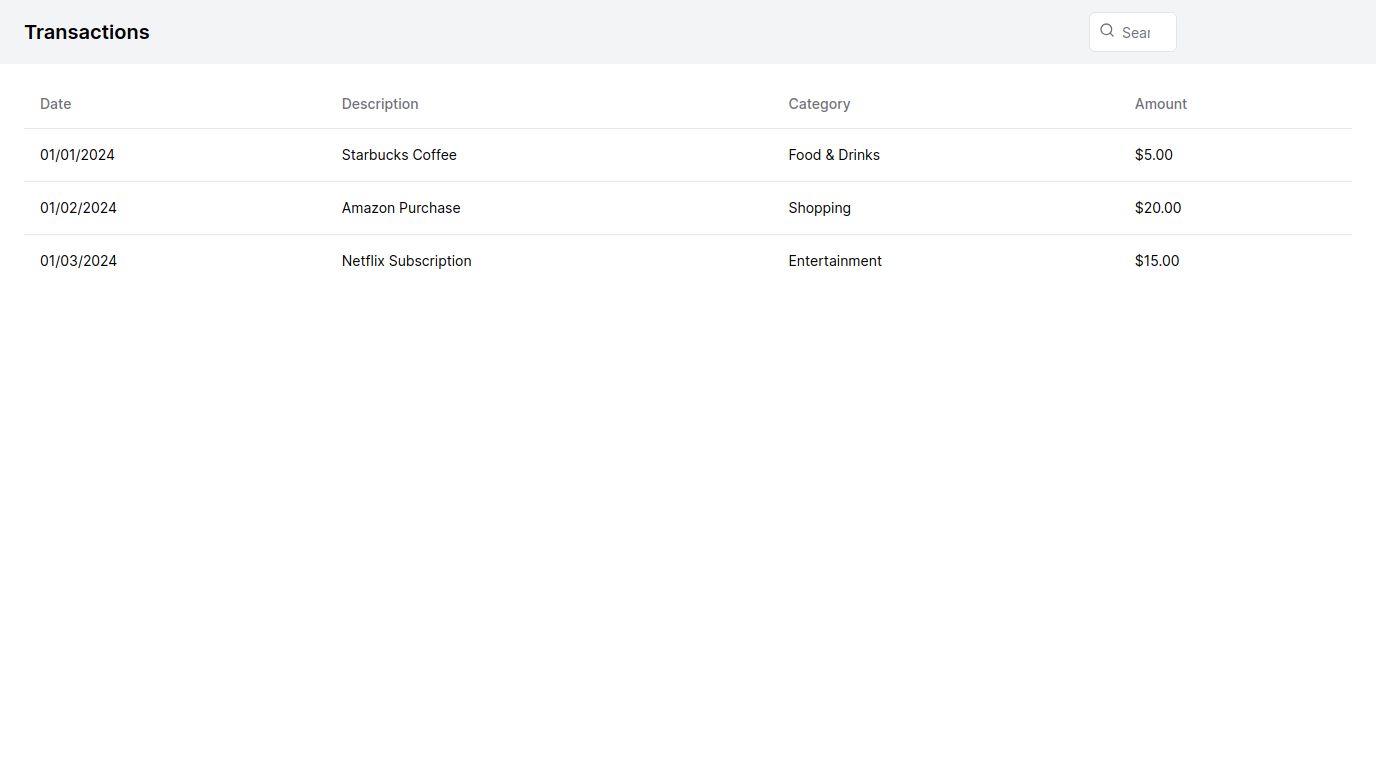 Transactions
Sear
Date Description Category Amount
01/01/2024 Starbucks Coffee Food & Drinks $5.00
01/02/2024 Amazon Purchase Shopping $20.00
01/03/2024 Netflix Subscription Entertainment $15.00